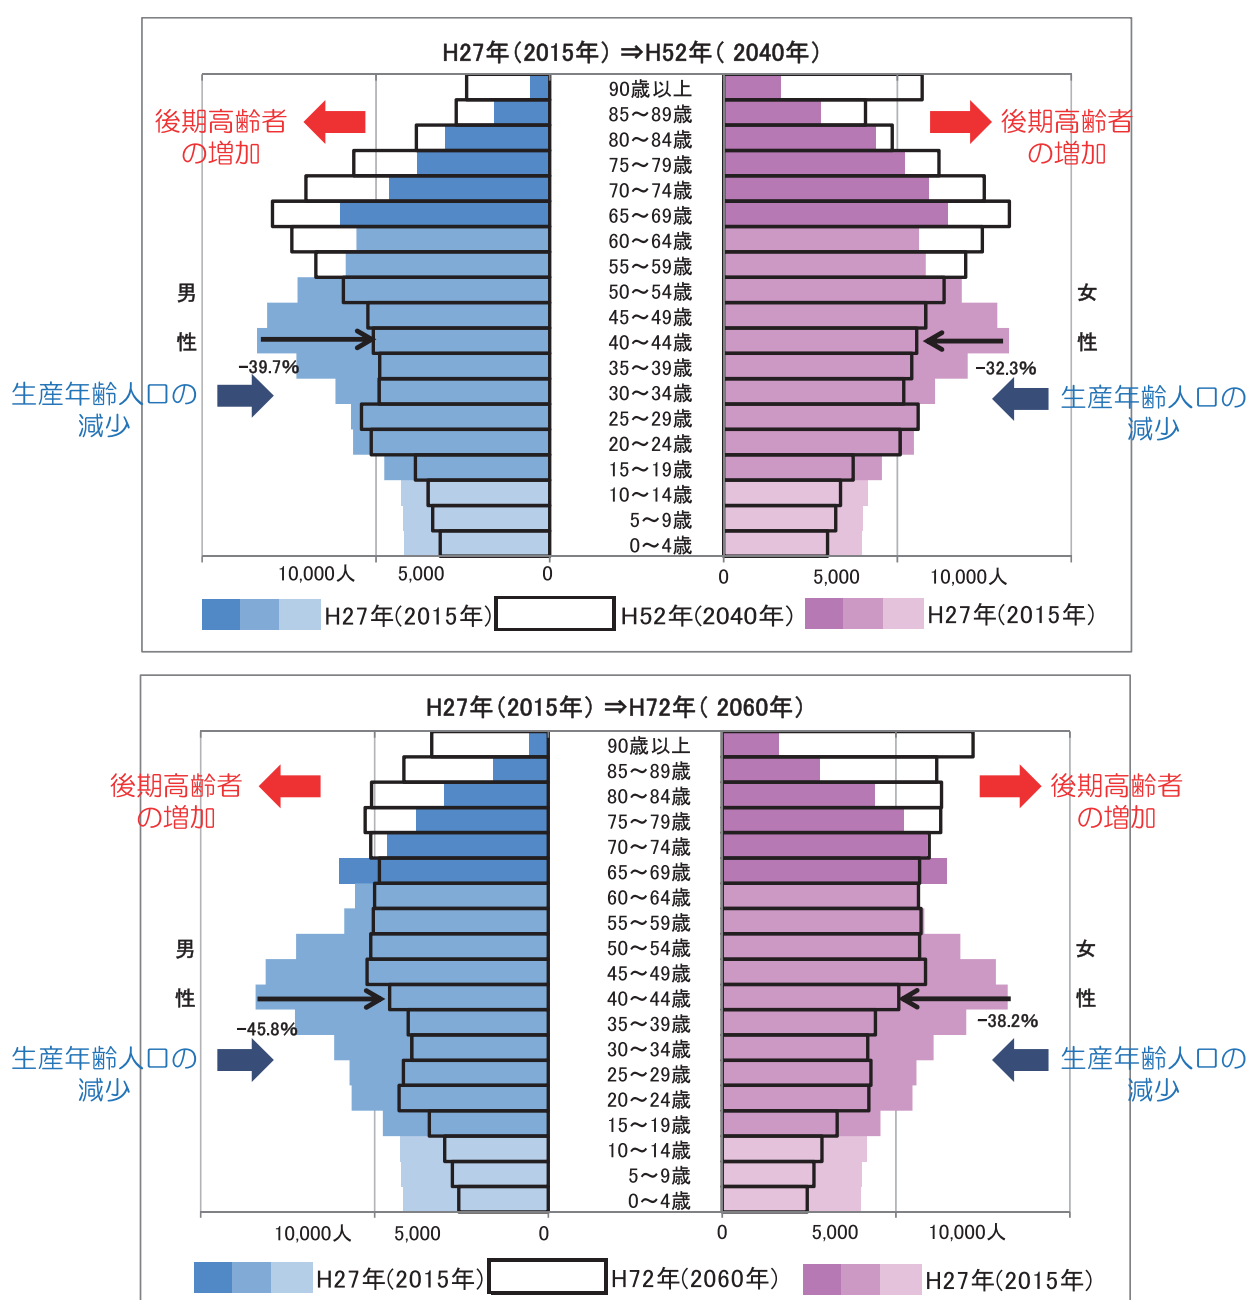 H27年(2015年) ⇒H52年( 2040年)
90歳以上
85～89歳
80～84歳
75～79歳
70～74歳
65～69歳
60～64歳
55～59歳
50～54歳
45～49歳
40～44歳
35～39歳
30～34歳
25～29歳
20～24歳
15～19歳
10～14歳
5～9歳
0～4歳
後期高齢者
の増加
後期高齢者
の増加
男
性
女
性
-39.7%
-32.3%
生産年齢人口の
減少
生産年齢人口の
減少
10,000人 5,000 0
0 5,000 10,000人
H27年(2015年) H52年(2040年) H27年(2015年)
H27年(2015年) ⇒H72年( 2060年)
90歳以上
85～89歳
80～84歳
75～79歳
70～74歳
65～69歳
60～64歳
55～59歳
50～54歳
45～49歳
40～44歳
35～39歳
30～34歳
25～29歳
20～24歳
15～19歳
10～14歳
5～9歳
0～4歳
後期高齢者
の増加
後期高齢者
の増加
男
性
女
性
-45.8%
-38.2%
生産年齢人口の
減少
生産年齢人口の
減少
10,000人 5,000 0
0 5,000 10,000人
H27年(2015年) H72年(2060年) H27年(2015年)